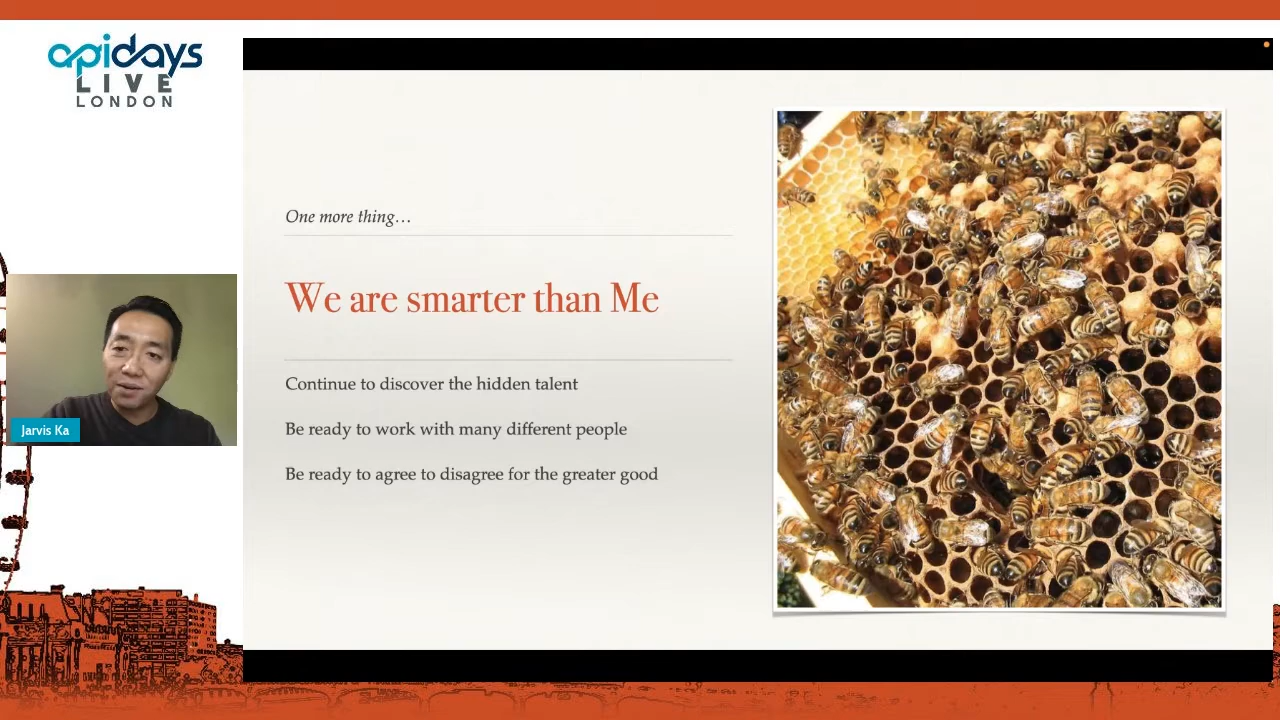 apidays
LIVE
LONDON
One more thing…
We are smarter than Me
Continue to discover the hidden talent
Be ready to work with many different people
Be ready to agree to disagree for the greater good
Jarvis Ka